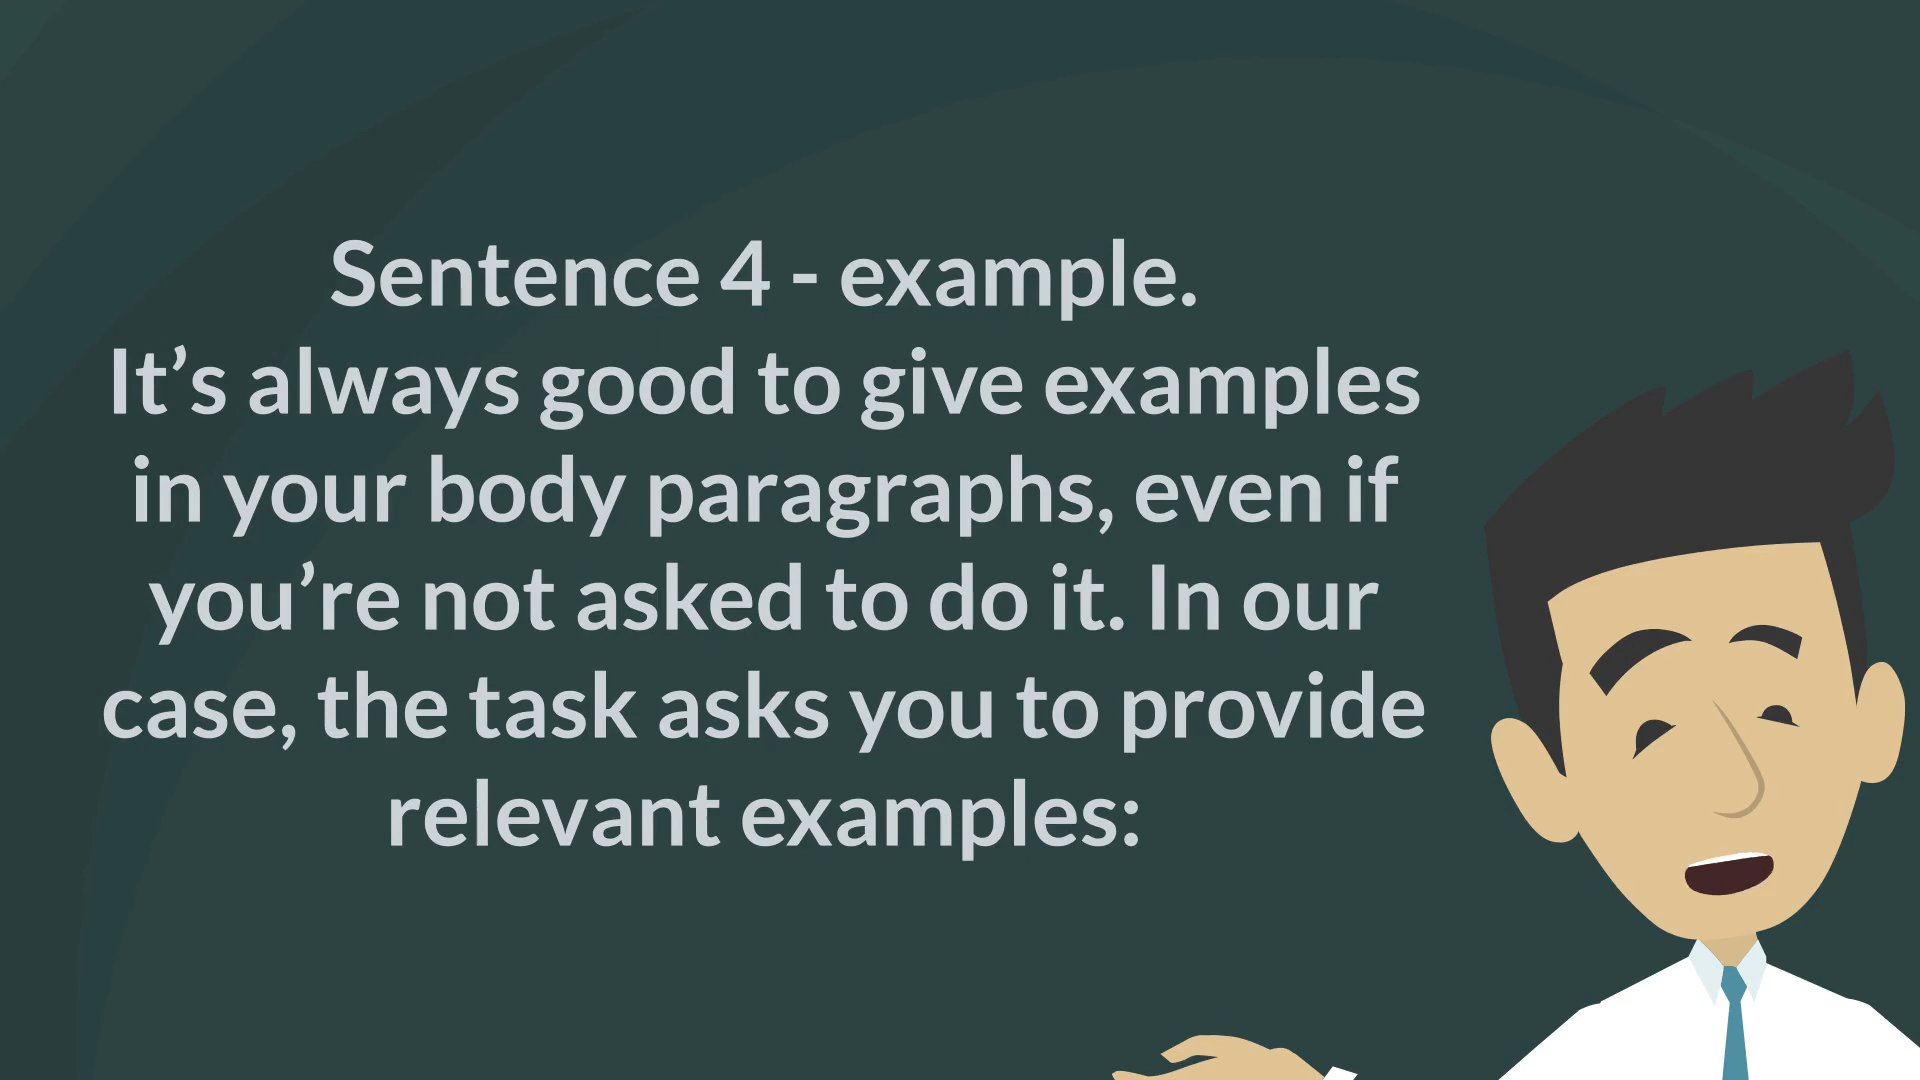 Sentence 4 - example.
It’s always good to give examples
in your body paragraphs, even if
you’re not asked to do it. In our
case, the task asks you to provide
relevant examples: